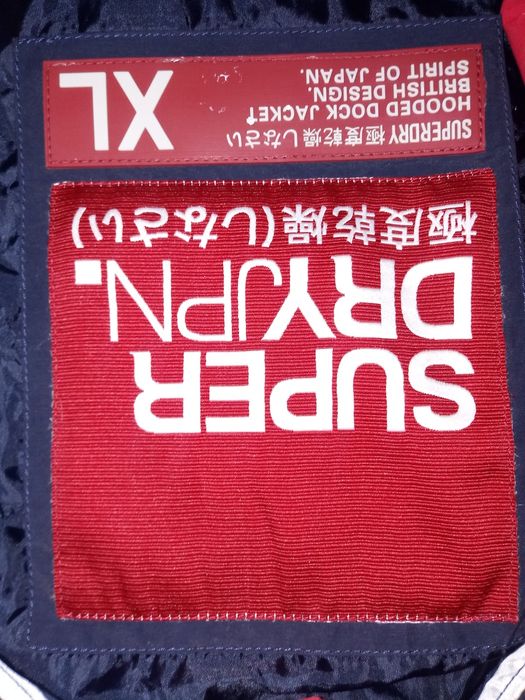 SUPER
DRYJPN.
極度乾燥(しなさい)
SUPERDRY 極度乾燥しなさい
HOODED DOCK JACKET†
BRITISH DESIGN.
SPIRIT OF JAPAN.
XL